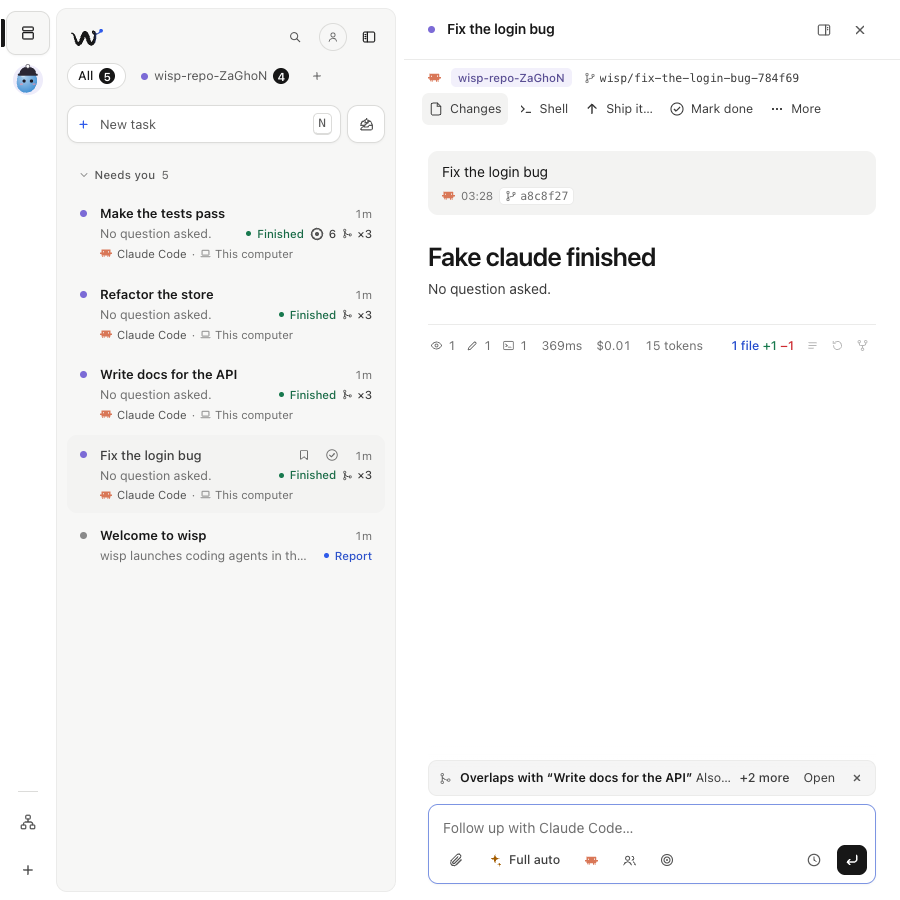 All 5
wisp-repo-ZaGhoN 4
New task N
Needs you 5
Make the tests pass 1m
No question asked. Finished 6 ×3
Claude Code · This computer
Refactor the store 1m
No question asked. Finished ×3
Claude Code · This computer
Write docs for the API 1m
No question asked. Finished ×3
Claude Code · This computer
Fix the login bug 1m
No question asked. Finished ×3
Claude Code · This computer
Welcome to wisp 1m
wisp launches coding agents in th... Report
Fix the login bug
wisp-repo-ZaGhoN wisp/fix-the-login-bug-784f69
Changes Shell Ship it... Mark done More
Fix the login bug
03:28 a8c8f27
Fake claude finished
No question asked.
1 1 1 369ms $0.01 15 tokens 1 file +1 −1
Overlaps with “Write docs for the API” Also... +2 more Open
Follow up with Claude Code...
Full auto